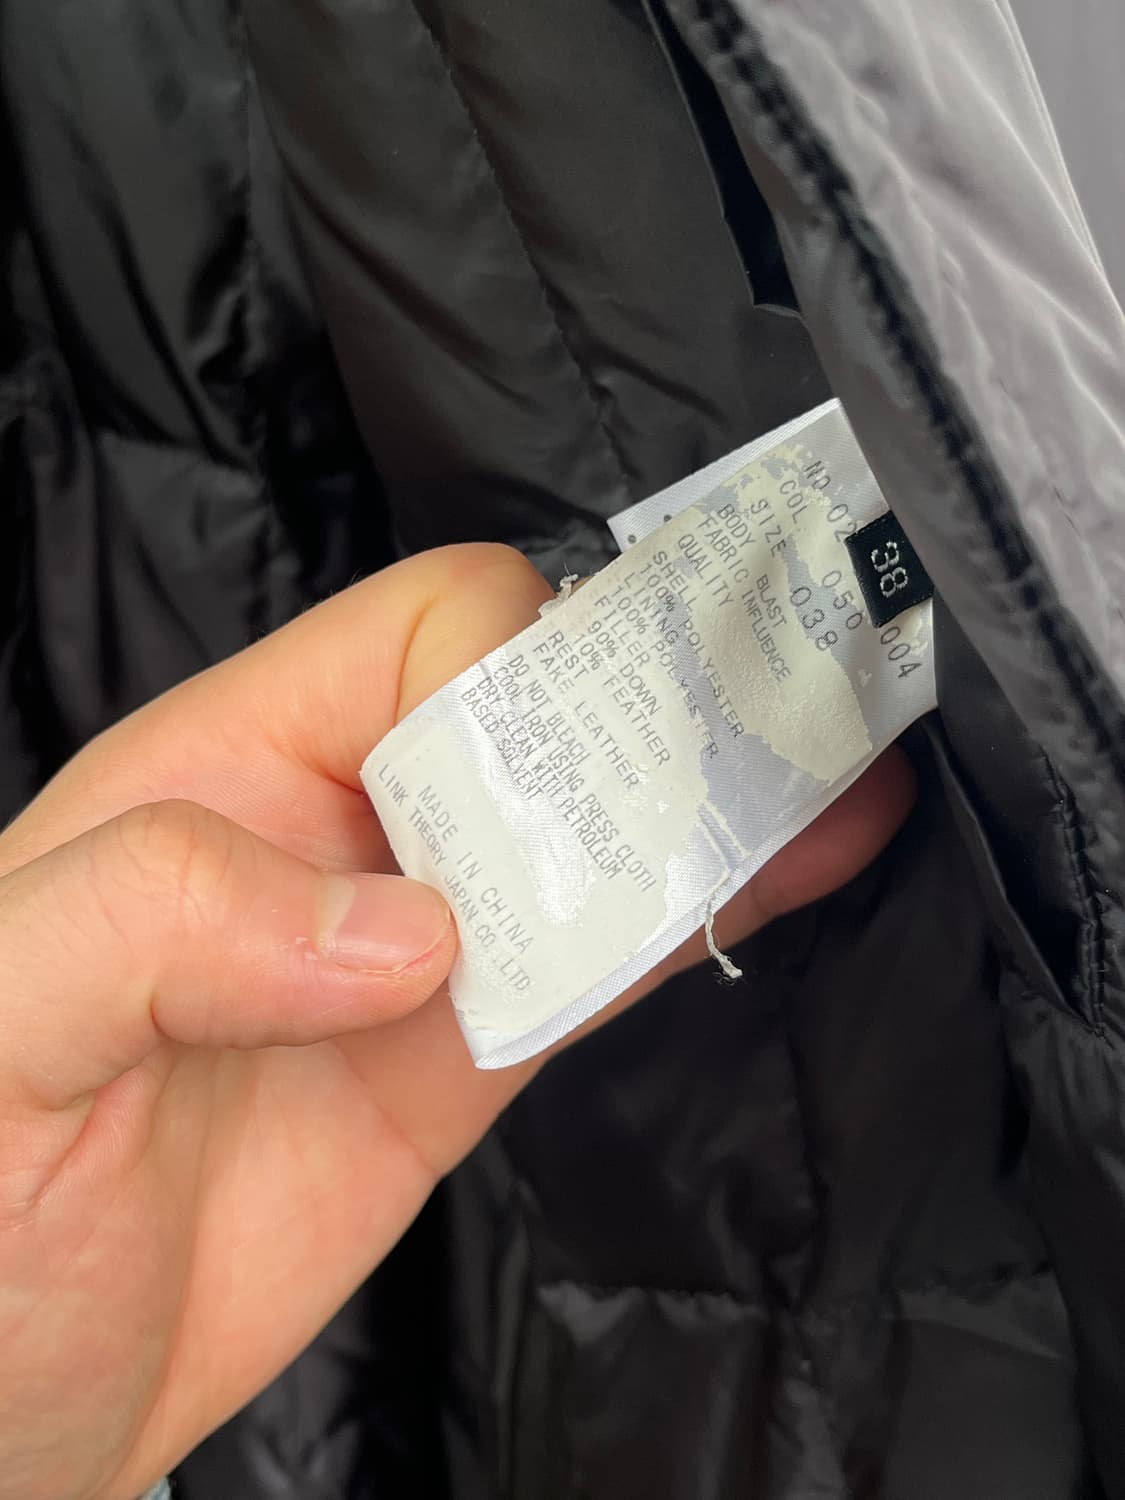 38
NO 02
COL. 050 004
SIZE 038
BODY BLAST
FABRIC INFLUENCE
QUALITY
SHELL
100% POLYESTER
LINING
100% POLYESTER
FILLER
90% DOWN
10% FEATHER
REST
FAKE LEATHER
DO NOT BLEACH
COOL IRON USING PRESS CLOTH
DRY CLEAN WITH PETROLEUM
BASED SOLVENT
MADE IN CHINA
LINK THEORY JAPAN CO.,LTD